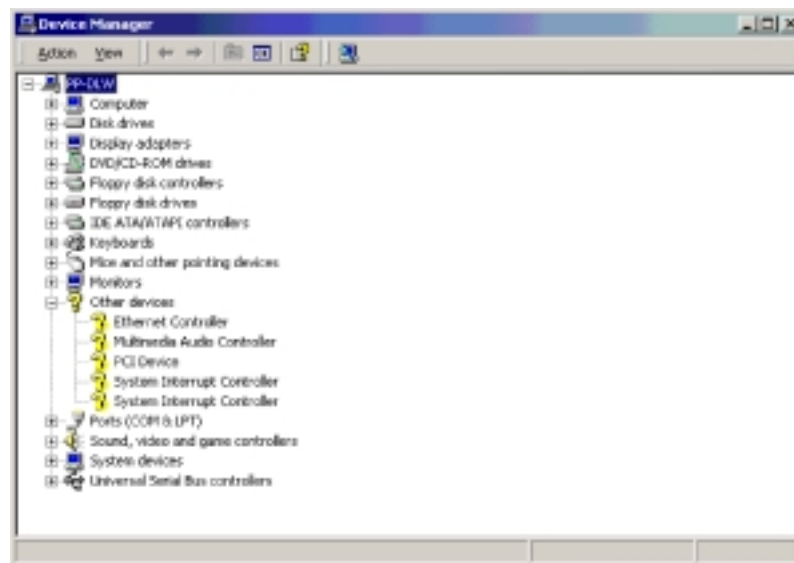 Device Manager
Action View
PP-DLW
Computer
Disk drives
Display adapters
DVD/CD-ROM drives
Floppy disk controllers
Floppy disk drives
IDE ATA/ATAPI controllers
Keyboards
Mice and other pointing devices
Monitors
Other devices
Ethernet Controller
Multimedia Audio Controller
PCI Device
System Interrupt Controller
System Interrupt Controller
Ports (COM & LPT)
Sound, video and game controllers
System devices
Universal Serial Bus controllers